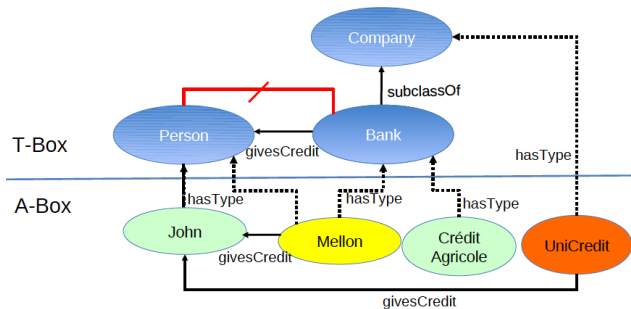 Company
subclassOf
T-Box
Person
givesCredit
Bank
hasType
A-Box
hasType
hasType
hasType
John
givesCredit
Mellon
Crédit
Agricole
UniCredit
givesCredit